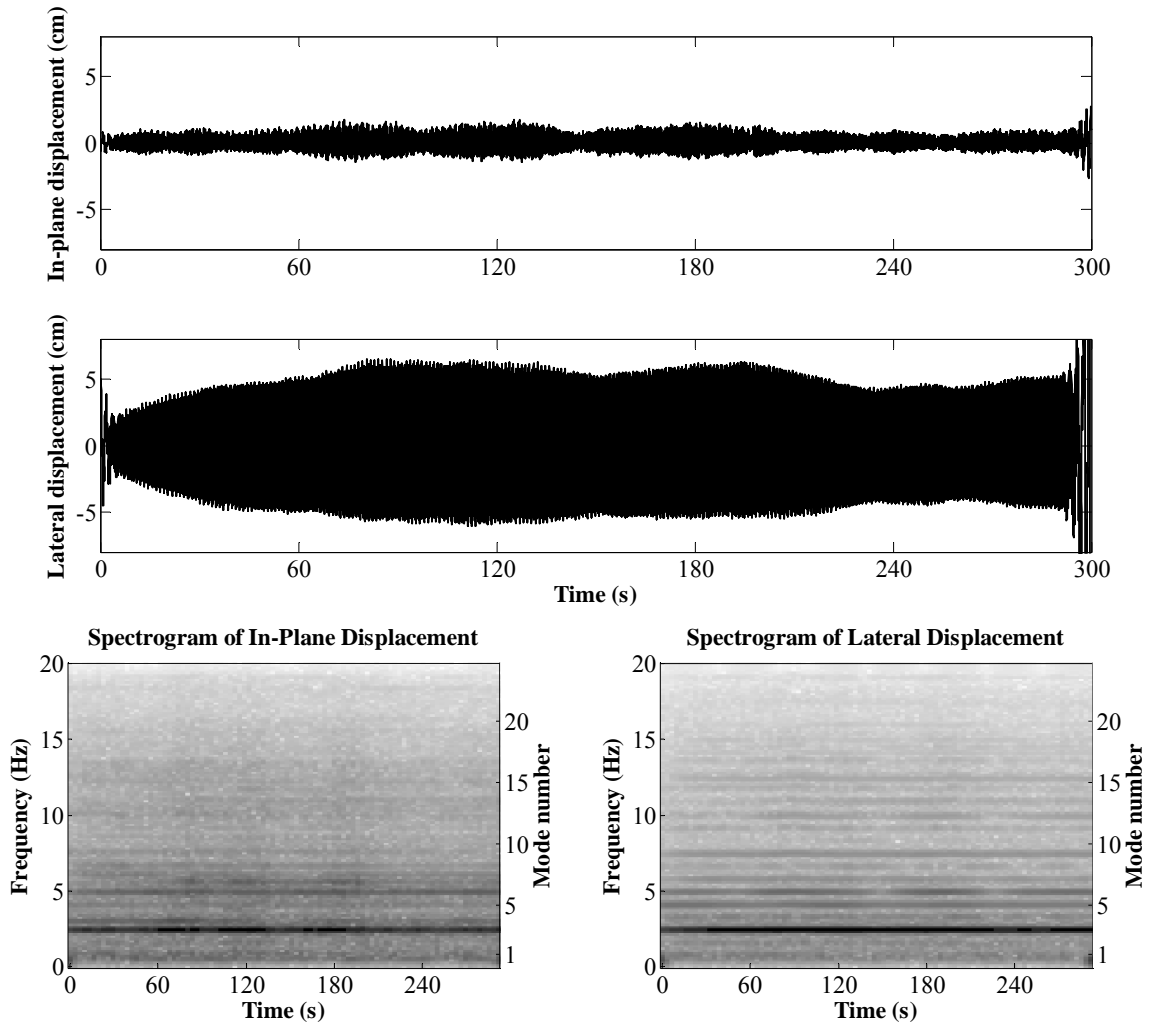 In-plane displacement (cm)
5
0
-5
0 60 120 180 240 300
Lateral displacement (cm)
5
0
-5
0 60 120 180 240 300
Time (s)
Spectrogram of In-Plane Displacement
Frequency (Hz)
20
15
10
5
0
20
15
10
5
1
Mode number
0 60 120 180 240
Time (s)
Spectrogram of Lateral Displacement
Frequency (Hz)
20
15
10
5
0
20
15
10
5
1
Mode number
0 60 120 180 240
Time (s)